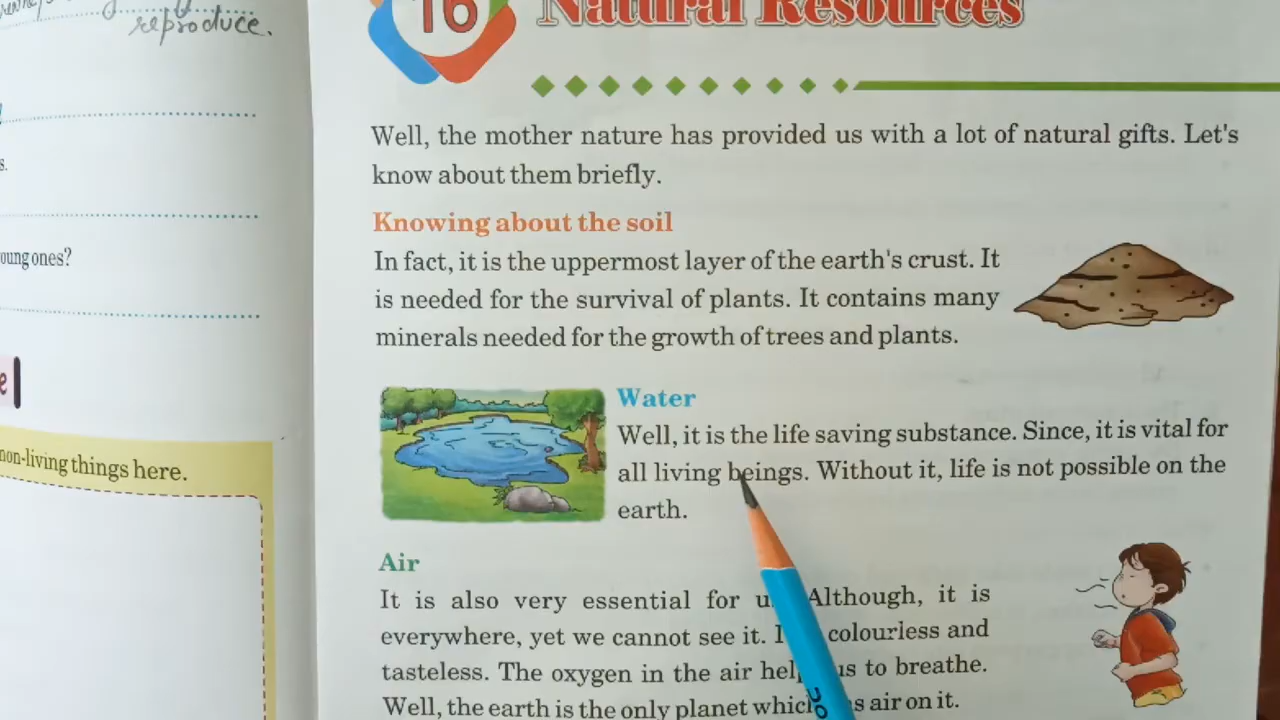 reproduce.
s.
oung ones?
e
non-living things here.
16
Natural Resources
Well, the mother nature has provided us with a lot of natural gifts. Let's
know about them briefly.
Knowing about the soil
In fact, it is the uppermost layer of the earth's crust. It
is needed for the survival of plants. It contains many
minerals needed for the growth of trees and plants.
Water
Well, it is the life saving substance. Since, it is vital for
all living beings. Without it, life is not possible on the
earth.
Air
It is also very essential for u Although, it is
everywhere, yet we cannot see it. I colourless and
tasteless. The oxygen in the air hel us to breathe.
Well, the earth is the only planet which s air on it.
20